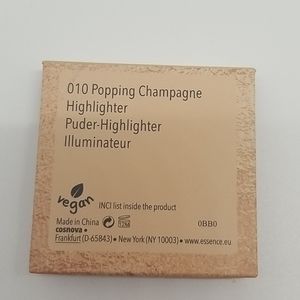 010 Popping Champagne
Highlighter
Puder-Highlighter
Illuminateur
vegan
INCI list inside the product
Made in China
cosnova •
0BB0
Frankfurt (D-65843) • New York (NY 10003) • www.essence.eu